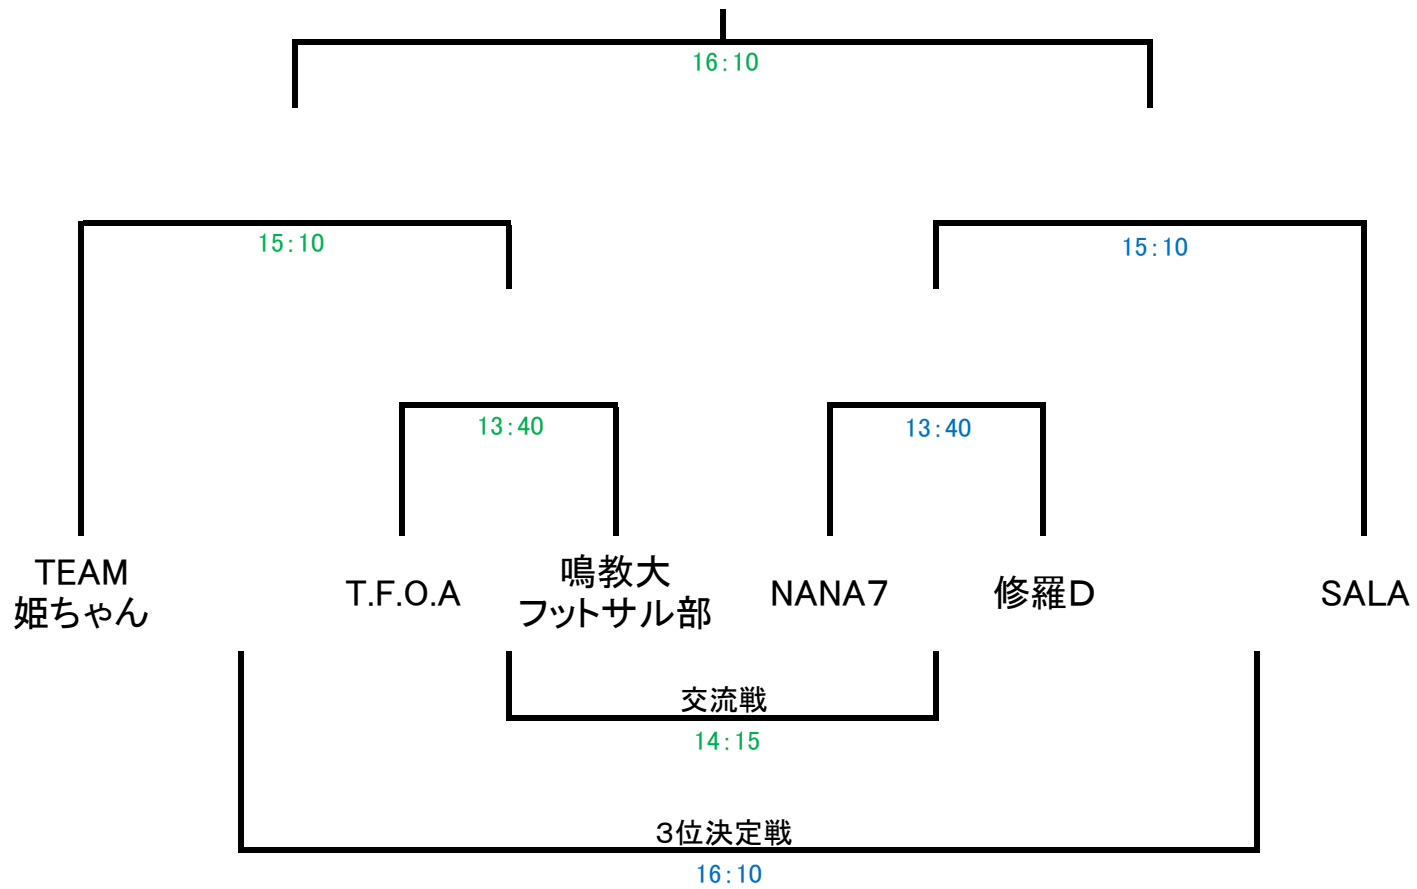 16:10
15:10
15:10
13:40
13:40
TEAM
姫ちゃん
T.F.O.A
鳴教大
フットサル部
NANA7
修羅D
SALA
交流戦
14:15
3位決定戦
16:10